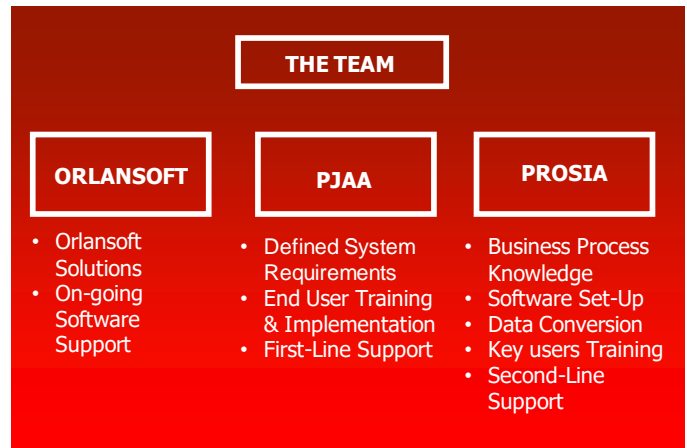 THE TEAM
ORLANSOFT
• Orlansoft
Solutions
• On-going
Software
Support
PJAA
• Defined System
Requirements
• End User Training
& Implementation
• First-Line Support
PROSIA
• Business Process
Knowledge
• Software Set-Up
• Data Conversion
• Key users Training
• Second-Line
Support